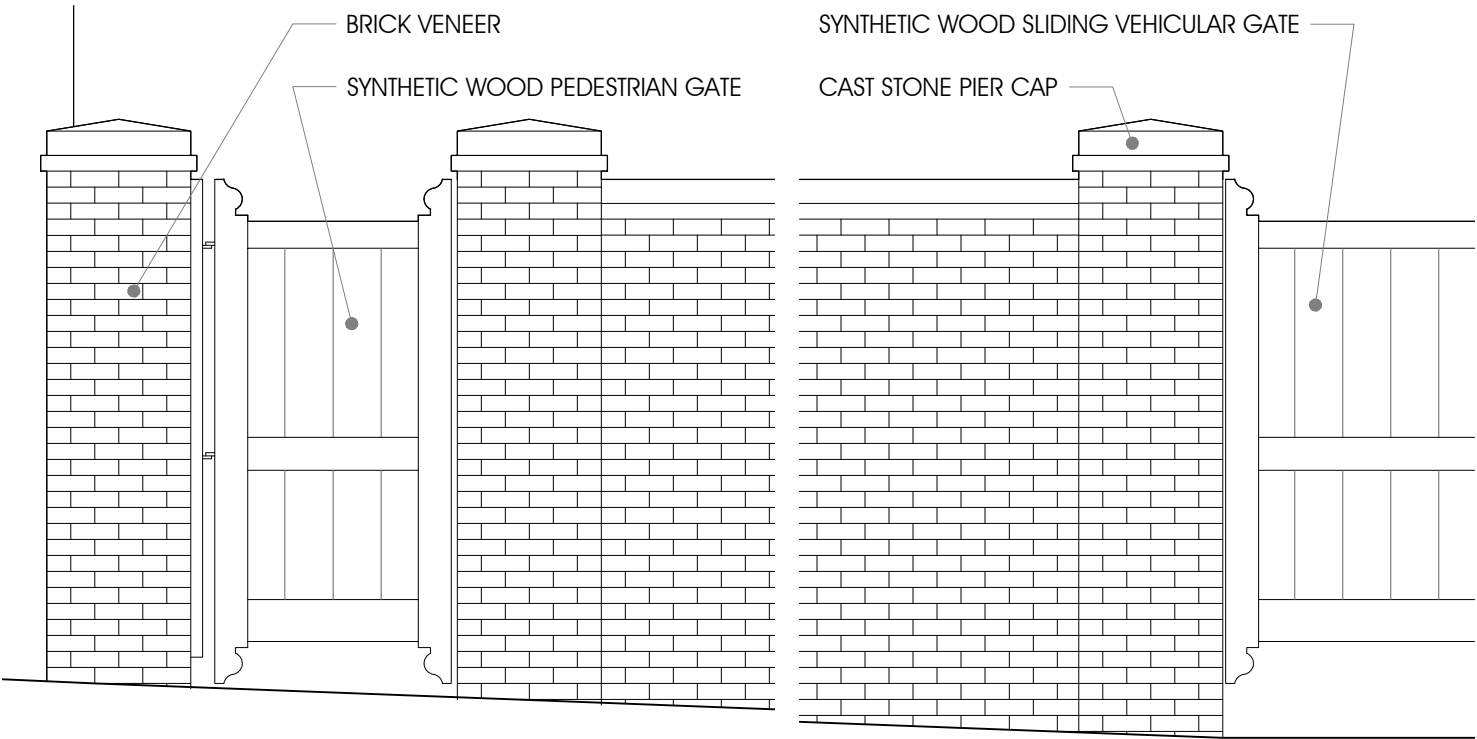 BRICK VENEER
SYNTHETIC WOOD PEDESTRIAN GATE
SYNTHETIC WOOD SLIDING VEHICULAR GATE
CAST STONE PIER CAP